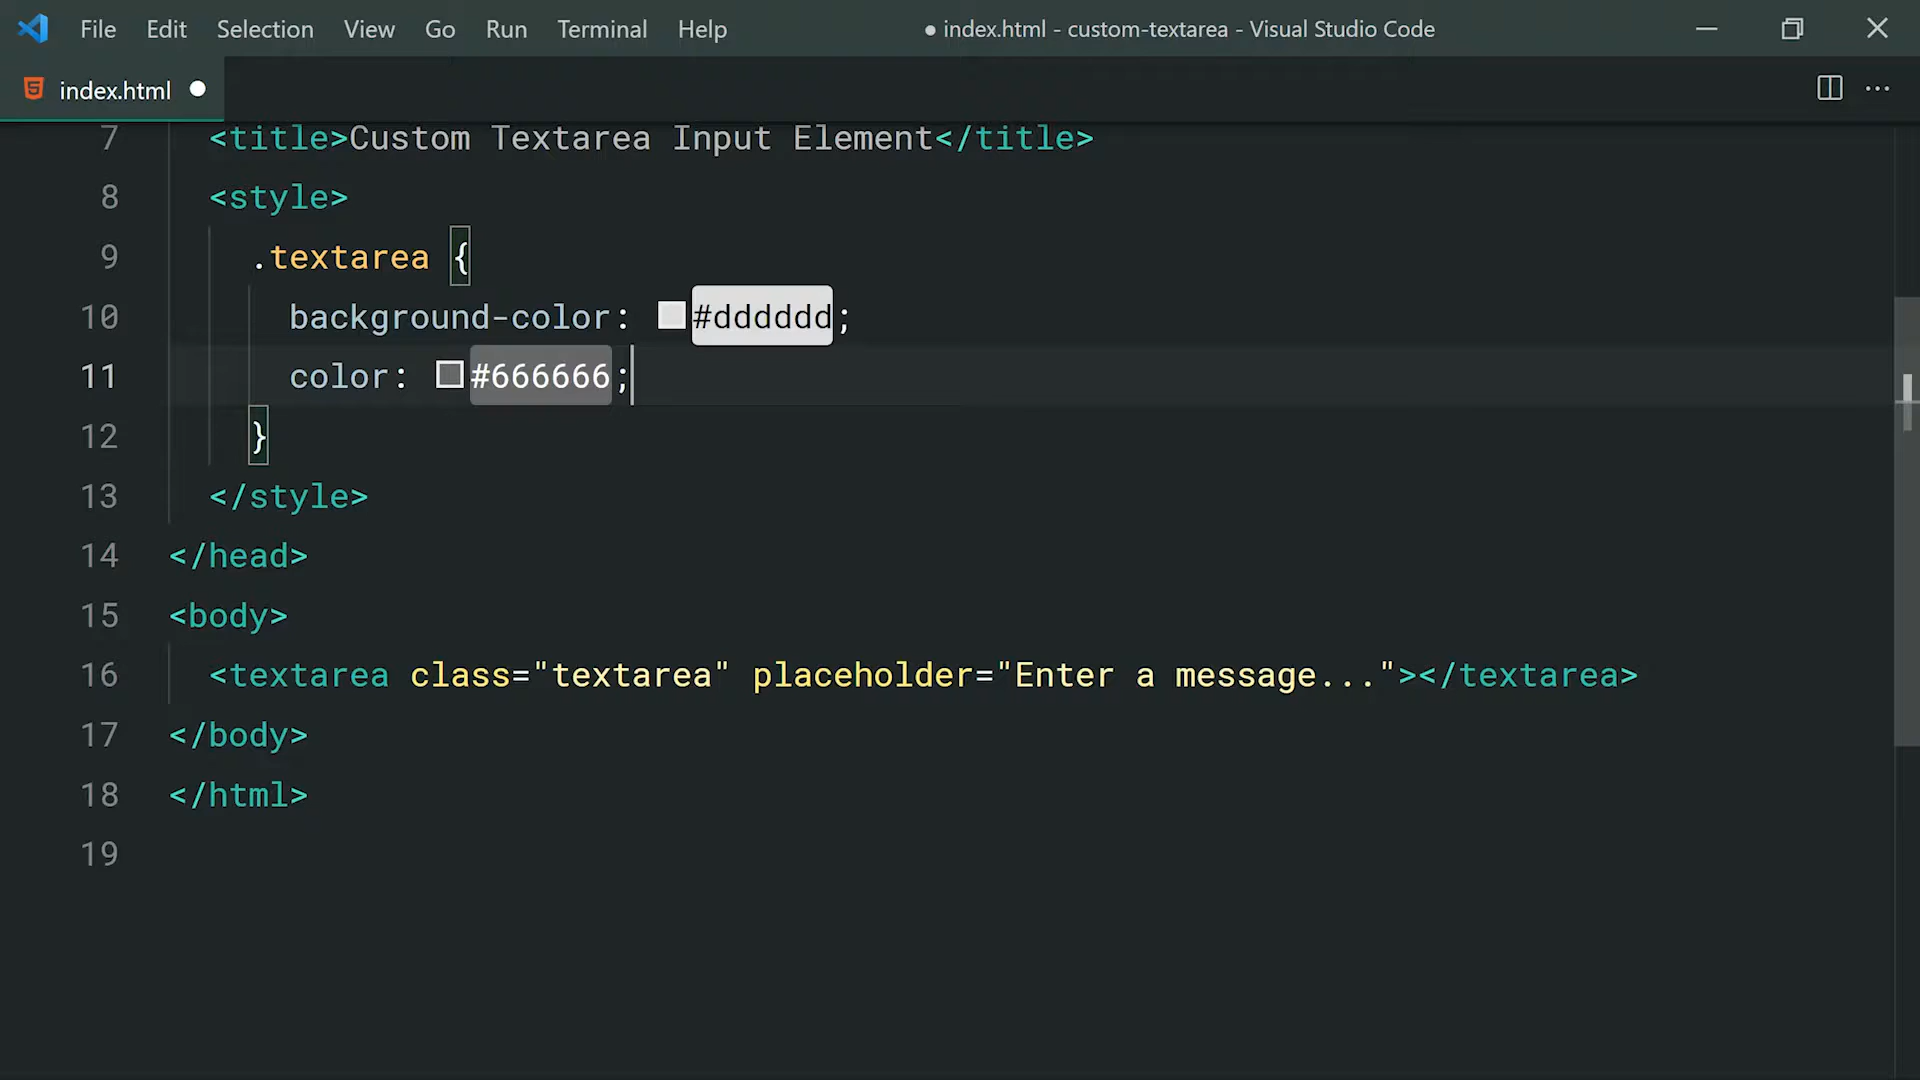 File Edit Selection View Go Run Terminal Help ● index.html - custom-textarea - Visual Studio Code
index.html
7 <title>Custom Textarea Input Element</title>
8 <style>
9 .textarea {
10 background-color: #dddddd;
11 color: #666666;
12 }
13 </style>
14 </head>
15 <body>
16 <textarea class="textarea" placeholder="Enter a message..."></textarea>
17 </body>
18 </html>
19